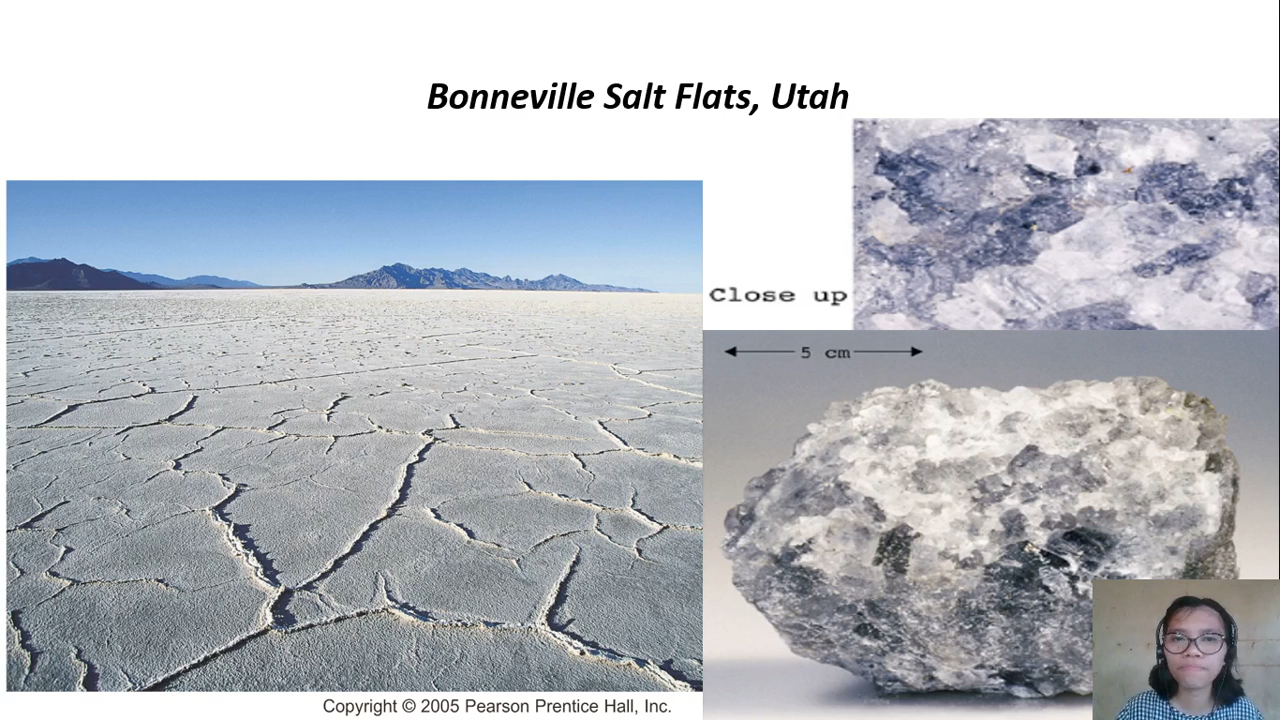 Bonneville Salt Flats, Utah
Close up
5 cm
Copyright © 2005 Pearson Prentice Hall, Inc.